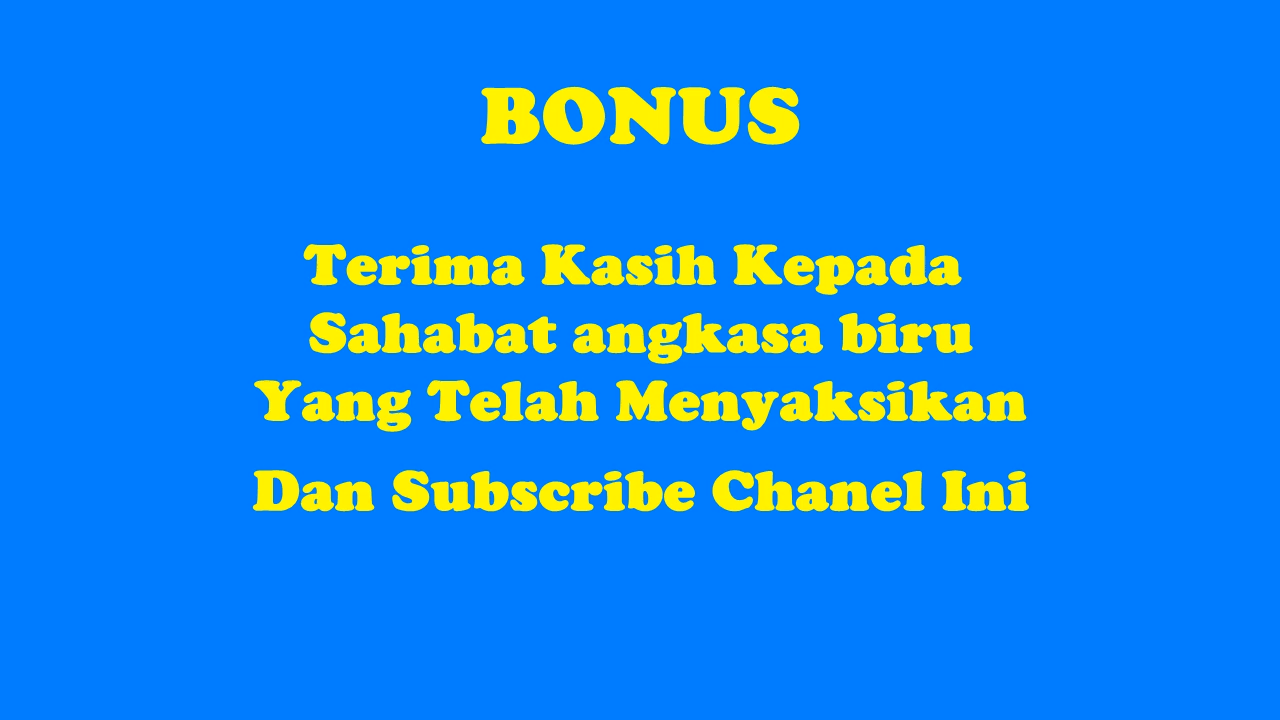 BONUS
Terima Kasih Kepada
Sahabat angkasa biru
Yang Telah Menyaksikan
Dan Subscribe Chanel Ini